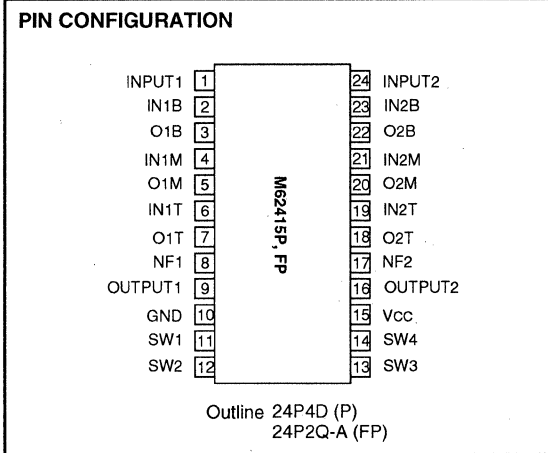 PIN CONFIGURATION
INPUT1 1 24 INPUT2
IN1B 2 23 IN2B
O1B 3 22 O2B
IN1M 4 21 IN2M
O1M 5 20 O2M
IN1T 6 19 IN2T
O1T 7 18 O2T
NF1 8 17 NF2
OUTPUT1 9 16 OUTPUT2
GND 10 15 Vcc
SW1 11 14 SW4
SW2 12 13 SW3
M62415P, FP
Outline 24P4D (P)
24P2Q-A (FP)